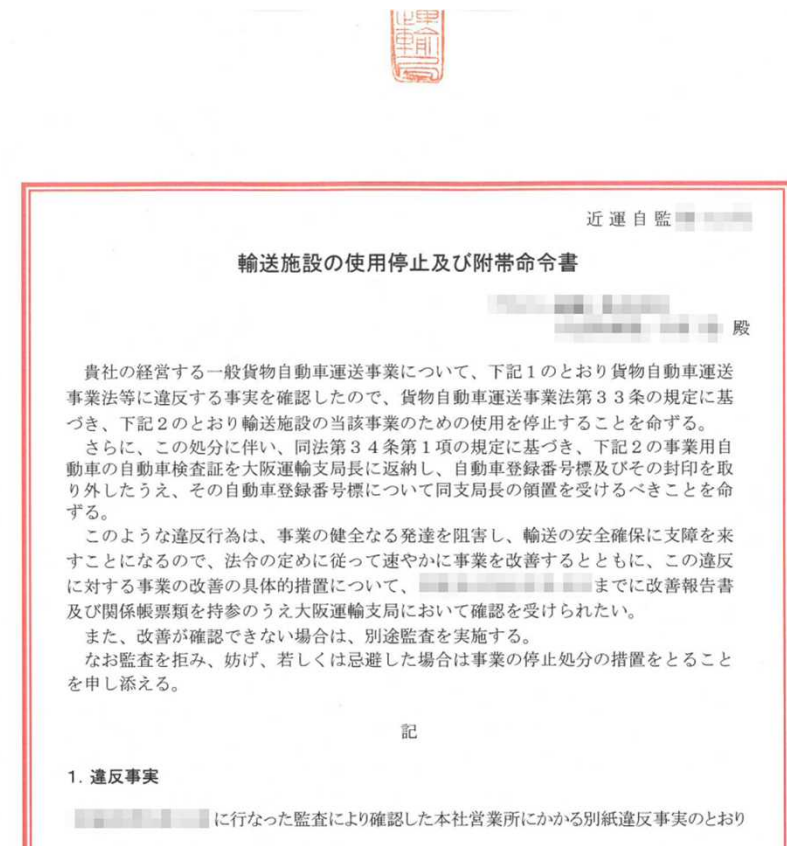 近運自監
輸送施設の使用停止及び附帯命令書
殿
貴社の経営する一般貨物自動車運送事業について、下記１のとおり貨物自動車運送
事業法等に違反する事実を確認したので、貨物自動車運送事業法第３３条の規定に基
づき、下記２のとおり輸送施設の当該事業のための使用を停止することを命ずる。
さらに、この処分に伴い、同法第３４条第１項の規定に基づき、下記２の事業用自
動車の自動車検査証を大阪運輸支局長に返納し、自動車登録番号標及びその封印を取
り外したうえ、その自動車登録番号標について同支局長の領置を受けるべきことを命
ずる。
このような違反行為は、事業の健全なる発達を阻害し、輸送の安全確保に支障を来
すことになるので、法令の定めに従って速やかに事業を改善するとともに、この違反
に対する事業の改善の具体的措置について、までに改善報告書
及び関係帳票類を持参のうえ大阪運輸支局において確認を受けられたい。
また、改善が確認できない場合は、別途監査を実施する。
なお監査を拒み、妨げ、若しくは忌避した場合は事業の停止処分の措置をとること
を申し添える。
記
1. 違反事実
に行なった監査により確認した本社営業所にかかる別紙違反事実のとおり